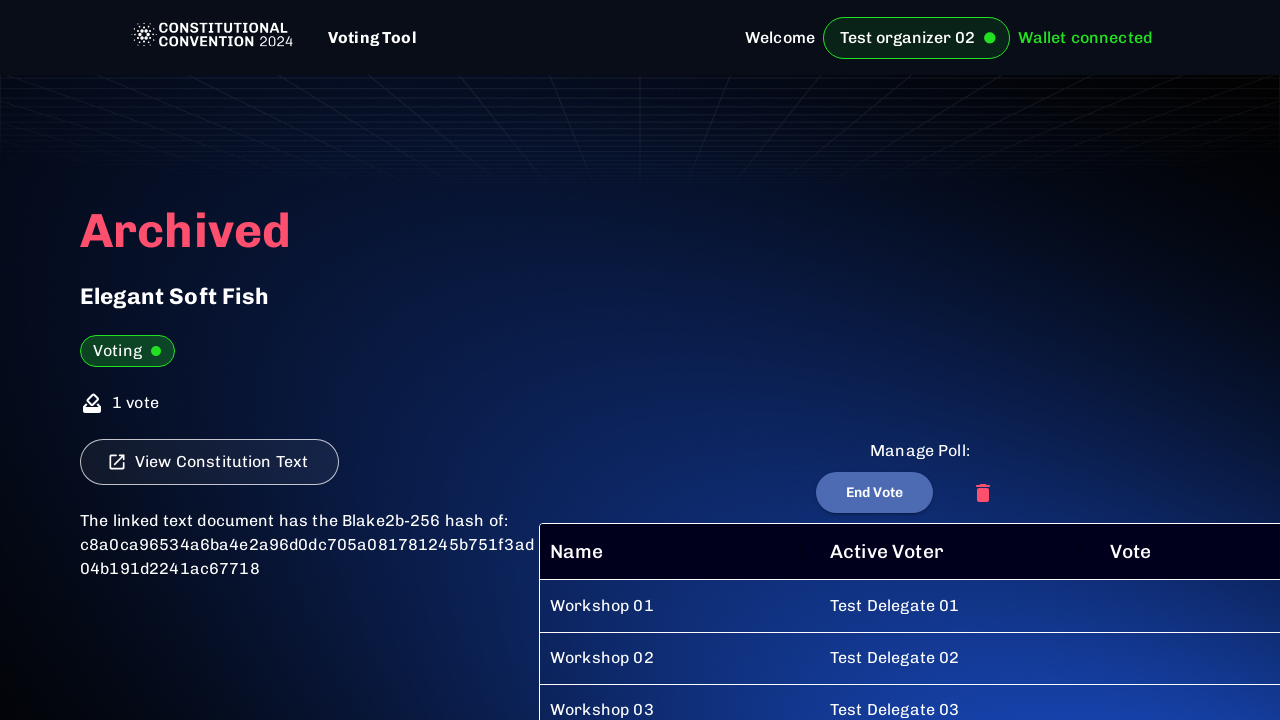 CONSTITUTIONAL
CONVENTION 2024
Voting Tool
Welcome
Test organizer 02
Wallet connected
Archived
Elegant Soft Fish
Voting
1 vote
View Constitution Text
The linked text document has the Blake2b-256 hash of:
c8a0ca96534a6ba4e2a96d0dc705a081781245b751f3ad
04b191d2241ac67718
Manage Poll:
End Vote
Name Active Voter Vote
Workshop 01 Test Delegate 01
Workshop 02 Test Delegate 02
Workshop 03 Test Delegate 03